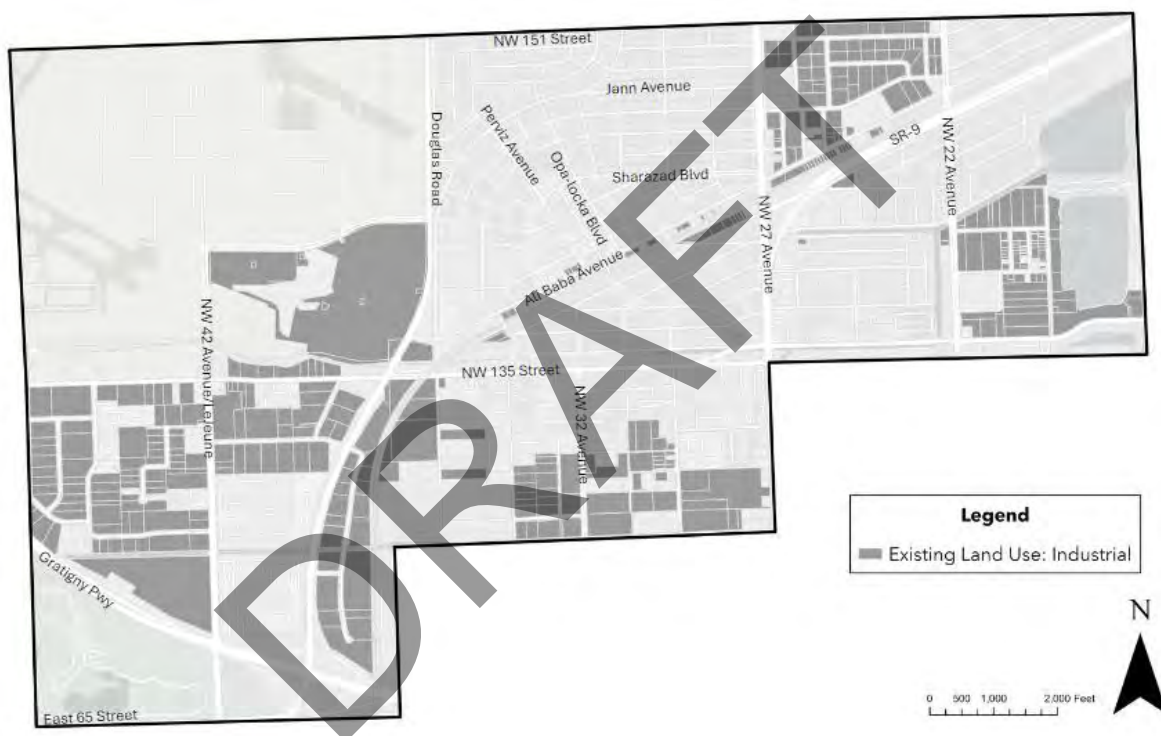 NW 151 Street
Jann Avenue
Douglas Road
Perviz Avenue
Opa-locka Blvd
Sharazad Blvd
SR-9
NW 22 Avenue
NW 27 Avenue
Ali Baba Avenue
NW 42 Avenue/LeJeune
NW 135 Street
NW 32 Avenue
Gratigny Pwy
East 65 Street
DRAFT
Legend
Existing Land Use: Industrial
N
0 500 1,000 2,000 Feet